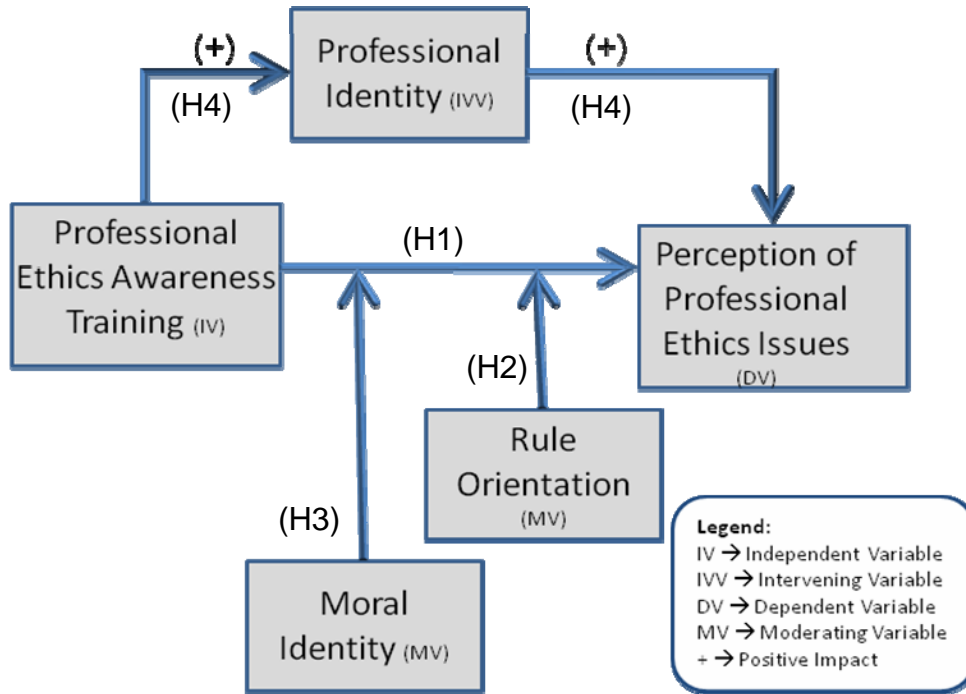 (+)
(H4)
Professional
Identity (IVV)
(+)
(H4)
Professional
Ethics Awareness
Training (IV)
(H1)
Perception of
Professional
Ethics Issues
(DV)
(H2)
Rule
Orientation
(MV)
(H3)
Moral
Identity (MV)
Legend:
IV → Independent Variable
IVV → Intervening Variable
DV → Dependent Variable
MV → Moderating Variable
+ → Positive Impact